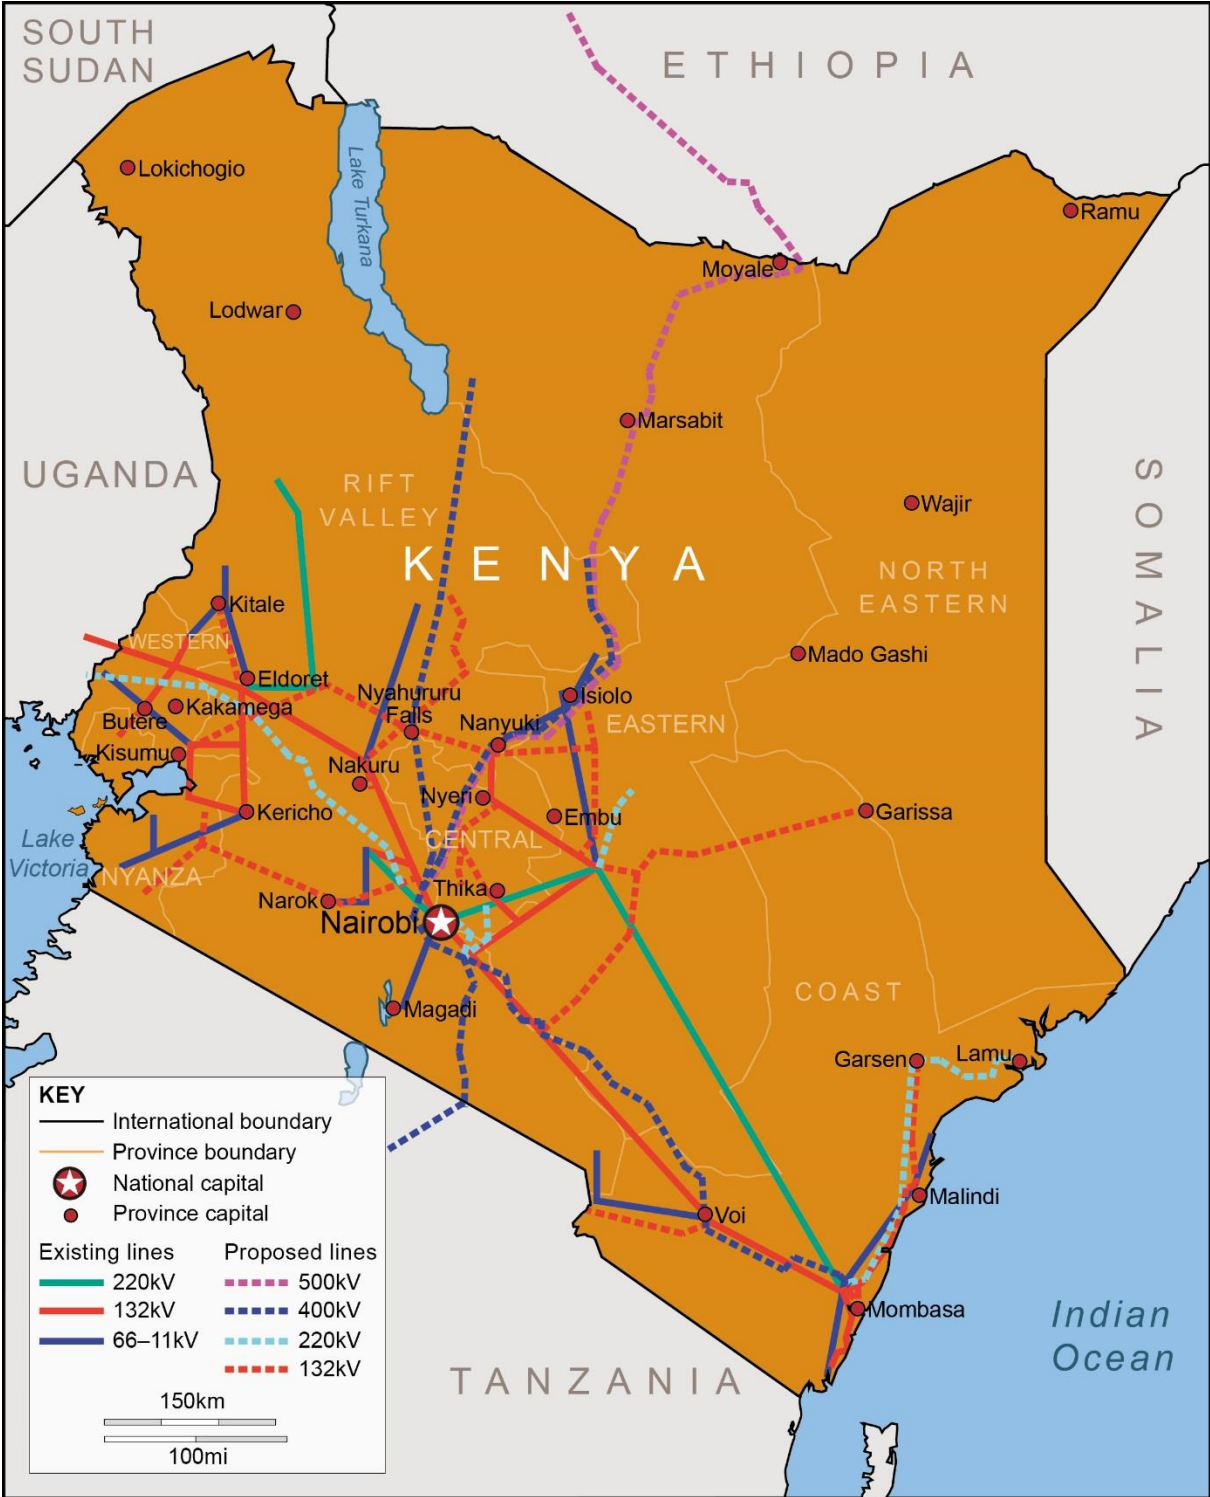 SOUTH
SUDAN
ETHIOPIA
Lokichogio
Lake Turkana
Ramu
Moyale
Lodwar
Marsabit
UGANDA
RIFT
VALLEY
SOMALIA
Wajir
KENYA
NORTH
EASTERN
Kitale
WESTERN
Mado Gashi
Eldoret
Nyahururu
Falls
Isiolo
Kakamega
Butere
Nanyuki
EASTERN
Kisumu
Nakuru
Nyeri
Kericho
Embu
Garissa
Lake
Victoria
CENTRAL
NYANZA
Thika
Narok
Nairobi
COAST
Magadi
Garsen
Lamu
Malindi
Voi
Mombasa
Indian
Ocean
TANZANIA
KEY
International boundary
Province boundary
National capital
Province capital
Existing lines
220kV
132kV
66–11kV
Proposed lines
500kV
400kV
220kV
132kV
150km
100mi